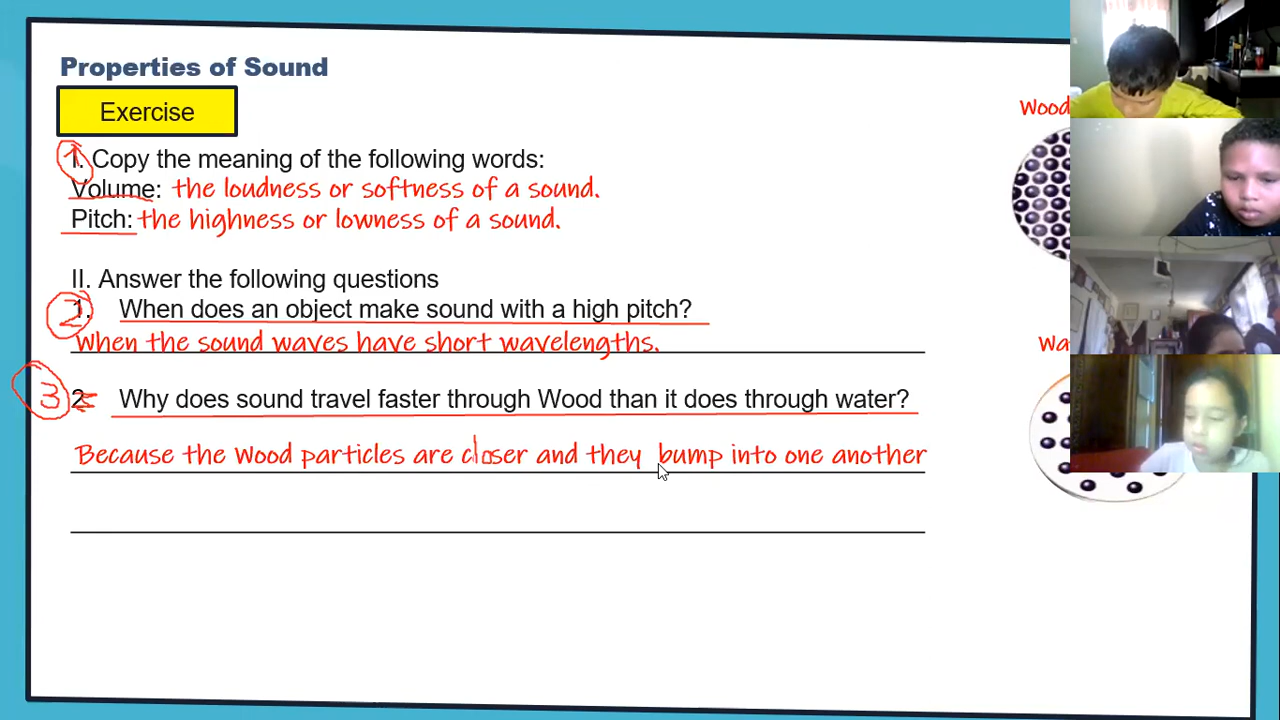 Properties of Sound
Exercise
1 I. Copy the meaning of the following words:
Volume: the loudness or softness of a sound.
Pitch: the highness or lowness of a sound.
II. Answer the following questions
2 1. When does an object make sound with a high pitch?
When the sound waves have short wavelengths.
3 2. Why does sound travel faster through Wood than it does through water?
Because the Wood particles are closer and they bump into one another
Wood